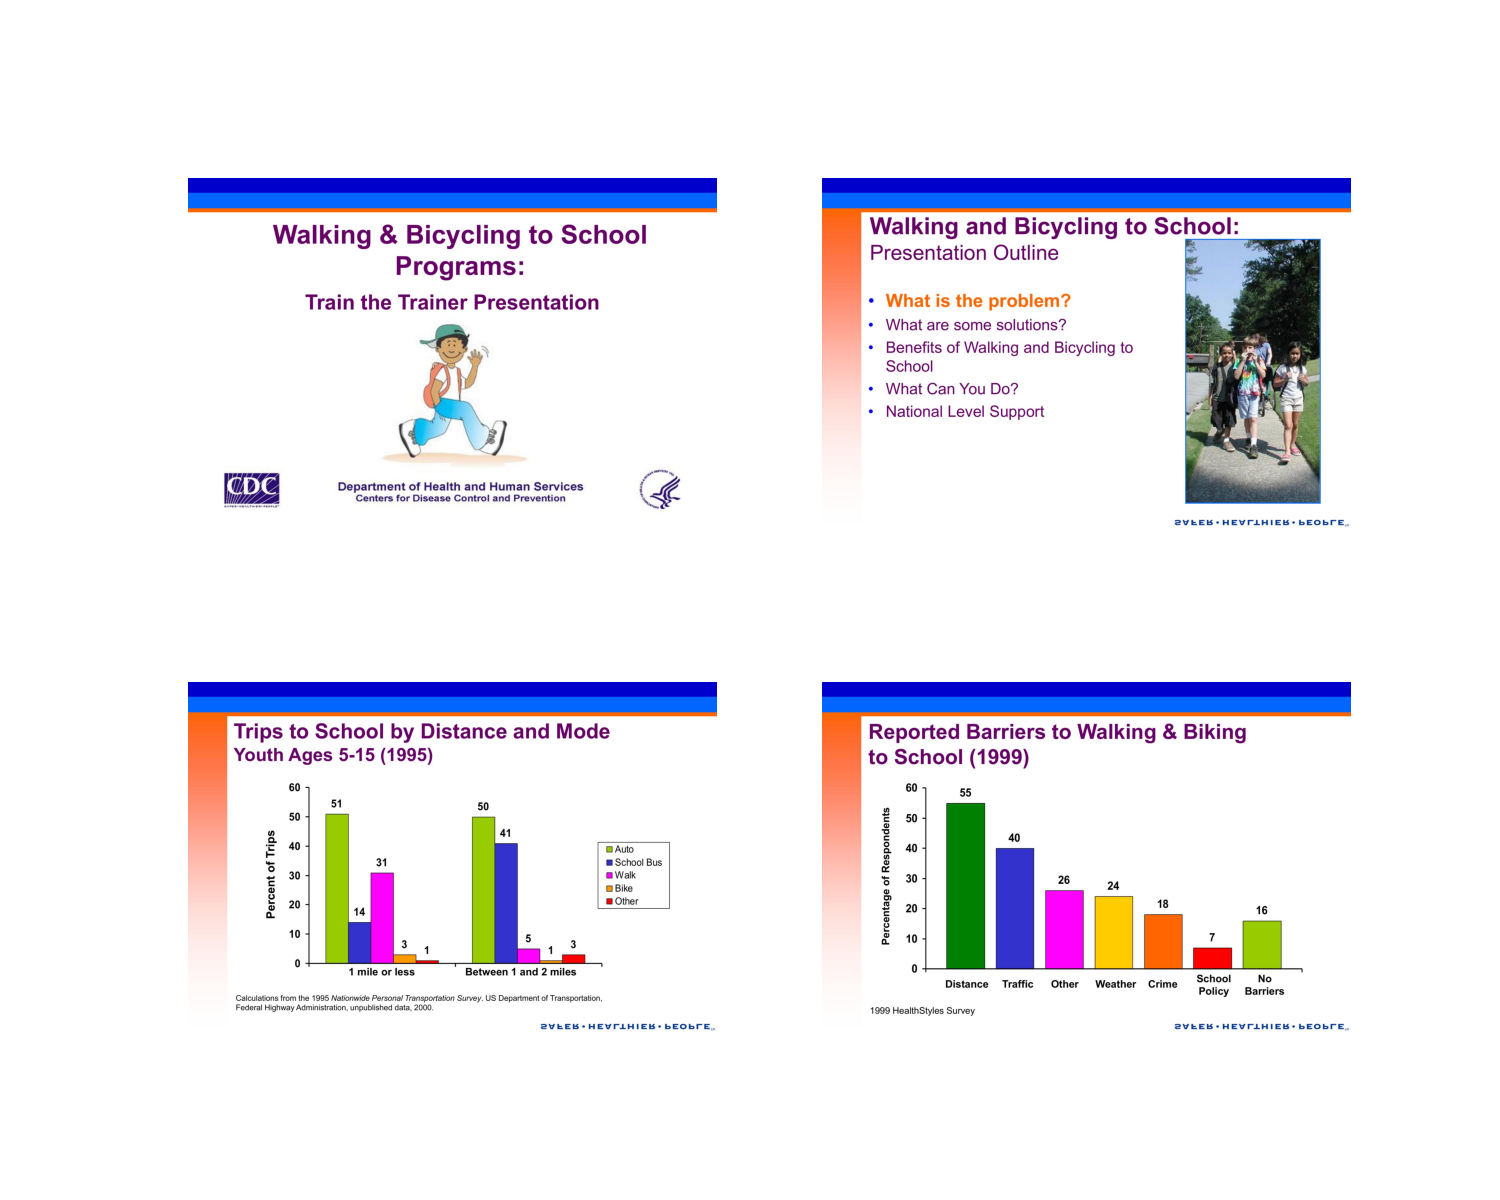 Walking & Bicycling to School
Programs:
Train the Trainer Presentation
CDC
SAFER•HEALTHIER•PEOPLE™
Department of Health and Human Services
Centers for Disease Control and Prevention
Walking and Bicycling to School:
Presentation Outline
• What is the problem?
• What are some solutions?
• Benefits of Walking and Bicycling to
School
• What Can You Do?
• National Level Support
SAFER•HEALTHIER•PEOPLE™
Trips to School by Distance and Mode
Youth Ages 5-15 (1995)
Percent of Trips
60
50
40
30
20
10
0
51
14
31
3
1
50
41
5
1
3
1 mile or less
Between 1 and 2 miles
Auto
School Bus
Walk
Bike
Other
Calculations from the 1995 Nationwide Personal Transportation Survey. US Department of Transportation,
Federal Highway Administration, unpublished data, 2000.
SAFER•HEALTHIER•PEOPLE™
Reported Barriers to Walking & Biking
to School (1999)
Percentage of Respondents
60
50
40
30
20
10
0
55
40
26
24
18
7
16
Distance
Traffic
Other
Weather
Crime
School
Policy
No
Barriers
1999 HealthStyles Survey
SAFER•HEALTHIER•PEOPLE™